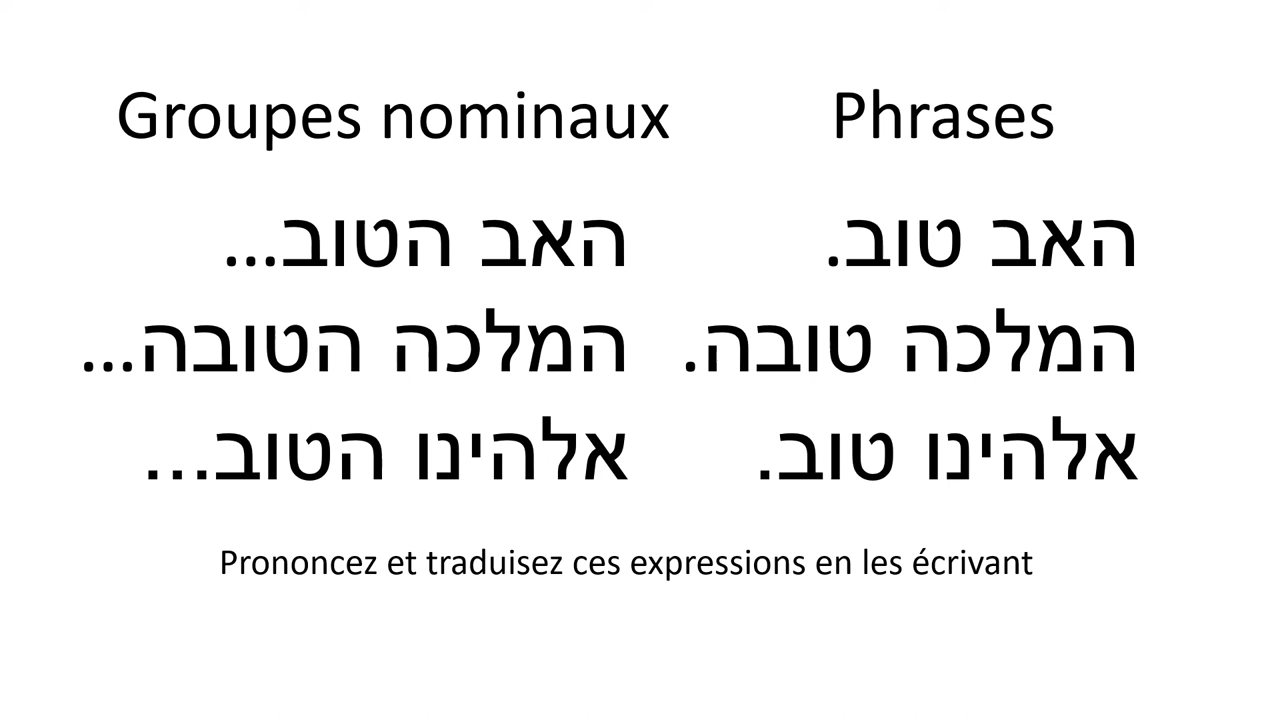 Groupes nominaux
Phrases
האב הטוב...
האב טוב.
המלכה הטובה...
המלכה טובה.
אלהינו הטוב...
אלהינו טוב.
Prononcez et traduisez ces expressions en les écrivant